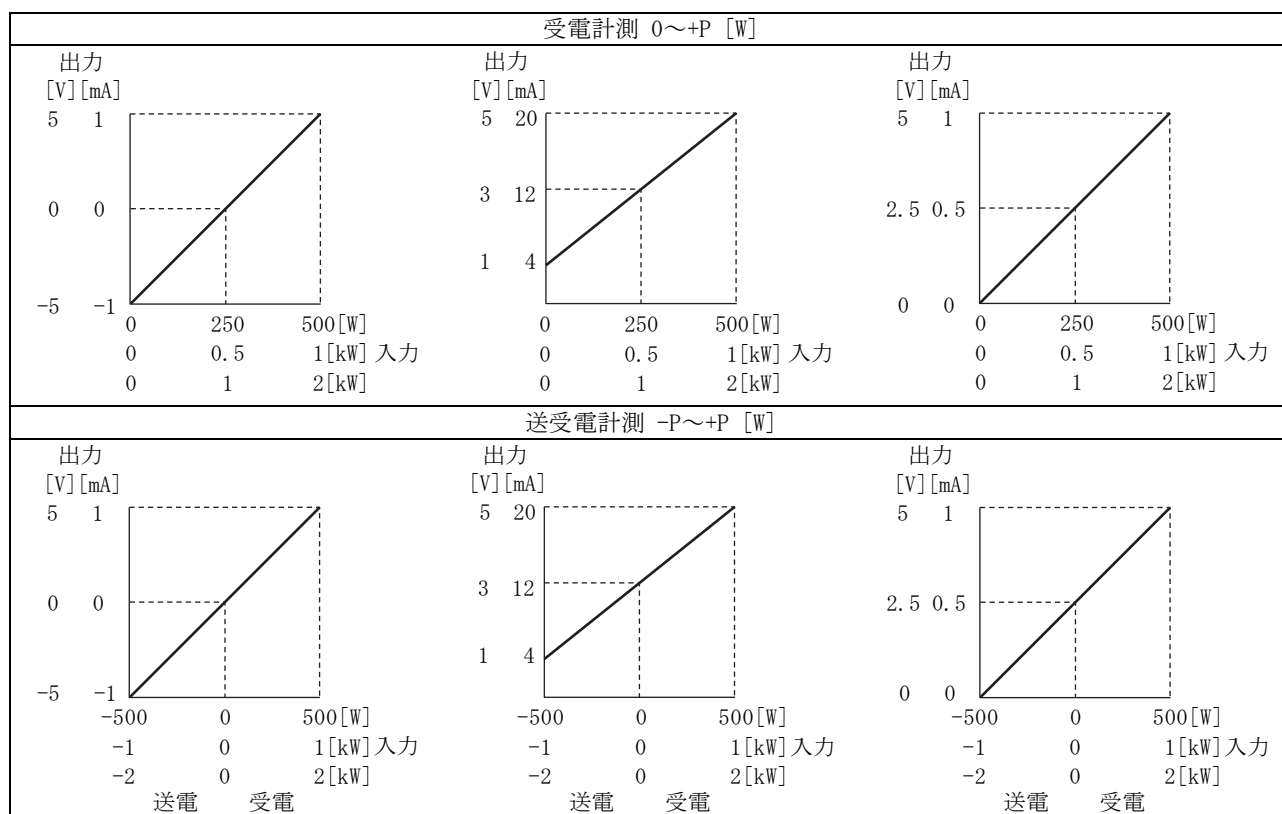 受電計測 0～+P [W]
出力 出力 出力
[V][mA] [V][mA] [V][mA]
5 1 5 20 5 1
3 12
0 0 2.5 0.5
1 4
-5 -1 0 0
0 250 500[W] 0 250 500[W] 0 250 500[W]
0 0.5 1[kW] 入力 0 0.5 1[kW] 入力 0 0.5 1[kW] 入力
0 1 2[kW] 0 1 2[kW] 0 1 2[kW]
送受電計測 -P～+P [W]
出力 出力 出力
[V][mA] [V][mA] [V][mA]
5 1 5 20 5 1
3 12
0 0 2.5 0.5
1 4
-5 -1 0 0
-500 0 500[W] -500 0 500[W] -500 0 500[W]
-1 0 1[kW]入力 -1 0 1[kW]入力 -1 0 1[kW]入力
-2 0 2[kW] -2 0 2[kW] -2 0 2[kW]
送電 受電 送電 受電 送電 受電